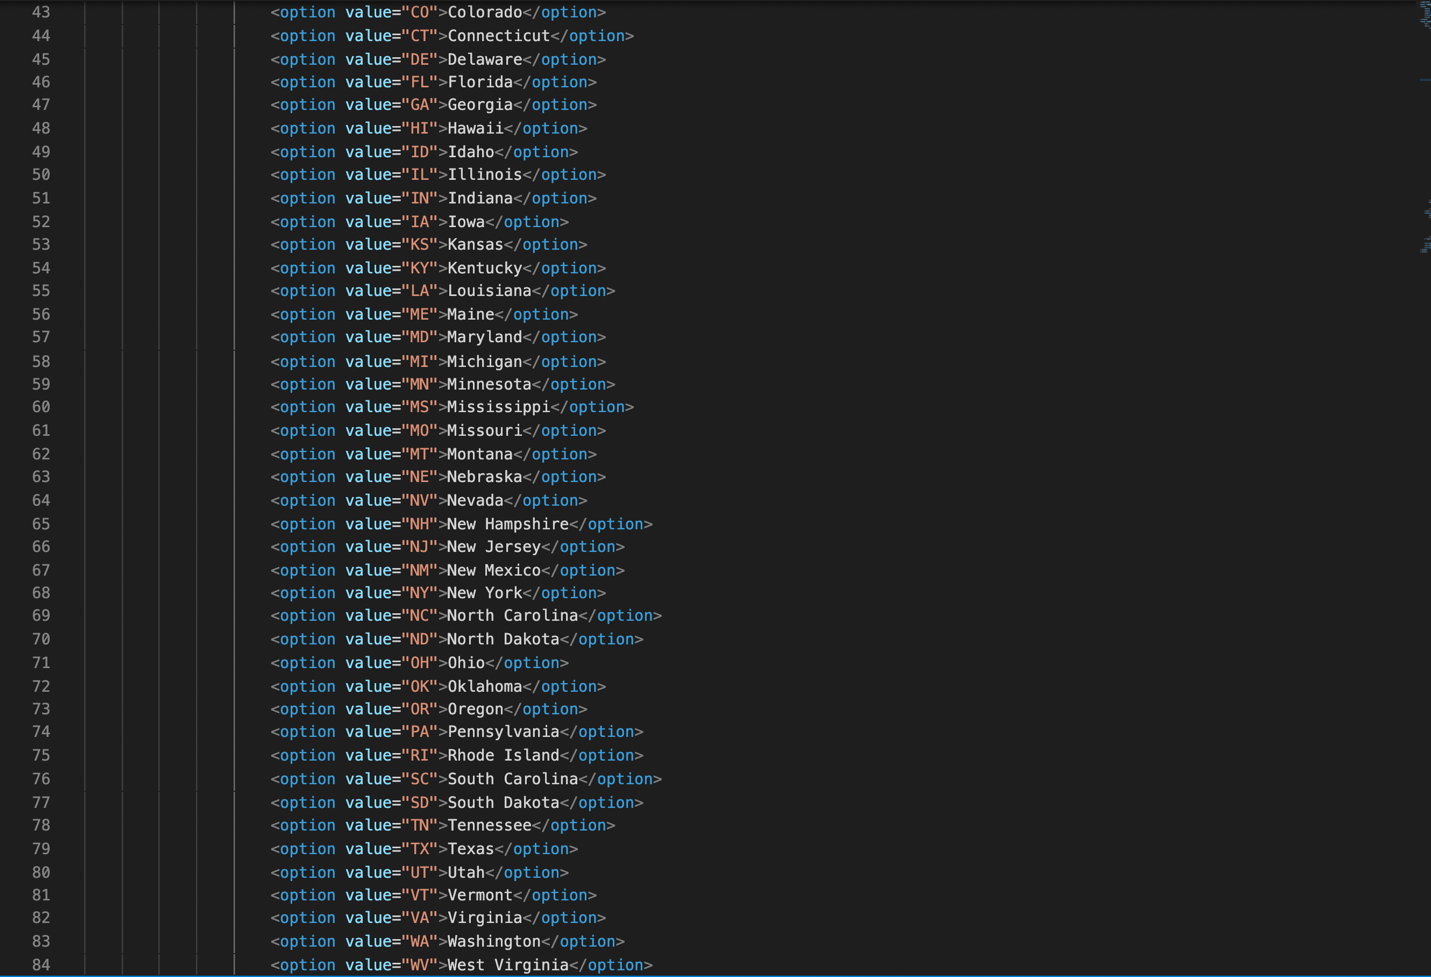 43 <option value="CO">Colorado</option>
44 <option value="CT">Connecticut</option>
45 <option value="DE">Delaware</option>
46 <option value="FL">Florida</option>
47 <option value="GA">Georgia</option>
48 <option value="HI">Hawaii</option>
49 <option value="ID">Idaho</option>
50 <option value="IL">Illinois</option>
51 <option value="IN">Indiana</option>
52 <option value="IA">Iowa</option>
53 <option value="KS">Kansas</option>
54 <option value="KY">Kentucky</option>
55 <option value="LA">Louisiana</option>
56 <option value="ME">Maine</option>
57 <option value="MD">Maryland</option>
58 <option value="MI">Michigan</option>
59 <option value="MN">Minnesota</option>
60 <option value="MS">Mississippi</option>
61 <option value="MO">Missouri</option>
62 <option value="MT">Montana</option>
63 <option value="NE">Nebraska</option>
64 <option value="NV">Nevada</option>
65 <option value="NH">New Hampshire</option>
66 <option value="NJ">New Jersey</option>
67 <option value="NM">New Mexico</option>
68 <option value="NY">New York</option>
69 <option value="NC">North Carolina</option>
70 <option value="ND">North Dakota</option>
71 <option value="OH">Ohio</option>
72 <option value="OK">Oklahoma</option>
73 <option value="OR">Oregon</option>
74 <option value="PA">Pennsylvania</option>
75 <option value="RI">Rhode Island</option>
76 <option value="SC">South Carolina</option>
77 <option value="SD">South Dakota</option>
78 <option value="TN">Tennessee</option>
79 <option value="TX">Texas</option>
80 <option value="UT">Utah</option>
81 <option value="VT">Vermont</option>
82 <option value="VA">Virginia</option>
83 <option value="WA">Washington</option>
84 <option value="WV">West Virginia</option>